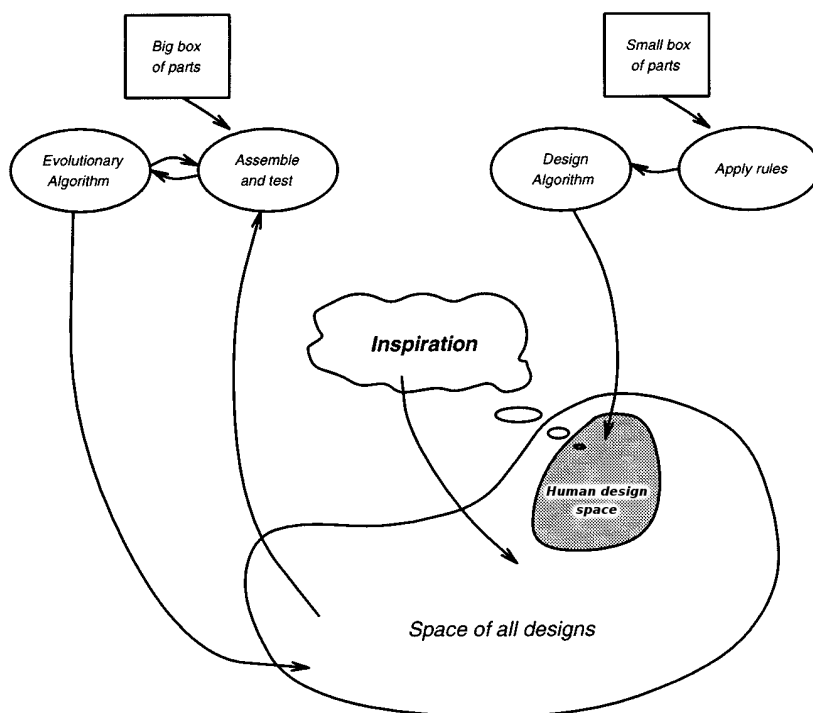 Big box
of parts
Small box
of parts
Evolutionary
Algorithm
Assemble
and test
Design
Algorithm
Apply rules
Inspiration
Human design
space
Space of all designs